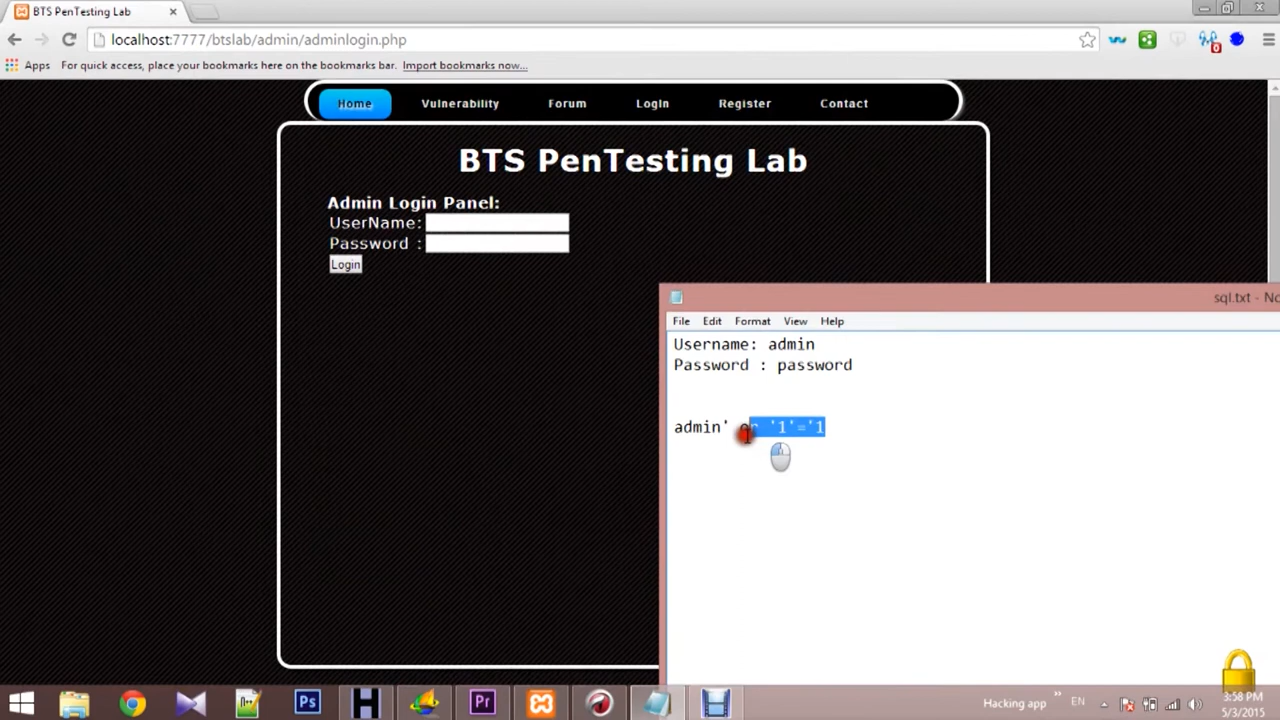 BTS PenTesting Lab
localhost:7777/btslab/admin/adminlogin.php
Apps For quick access, place your bookmarks here on the bookmarks bar. Import bookmarks now...
Home Vulnerability Forum LogIn Register Contact
BTS PenTesting Lab
Admin Login Panel:
UserName:
Password :
Login
sql.txt - No
File Edit Format View Help
Username: admin
Password : password
admin' or '1'='1
Ps
Pr
Hacking app
EN
3:58 PM
5/3/2015